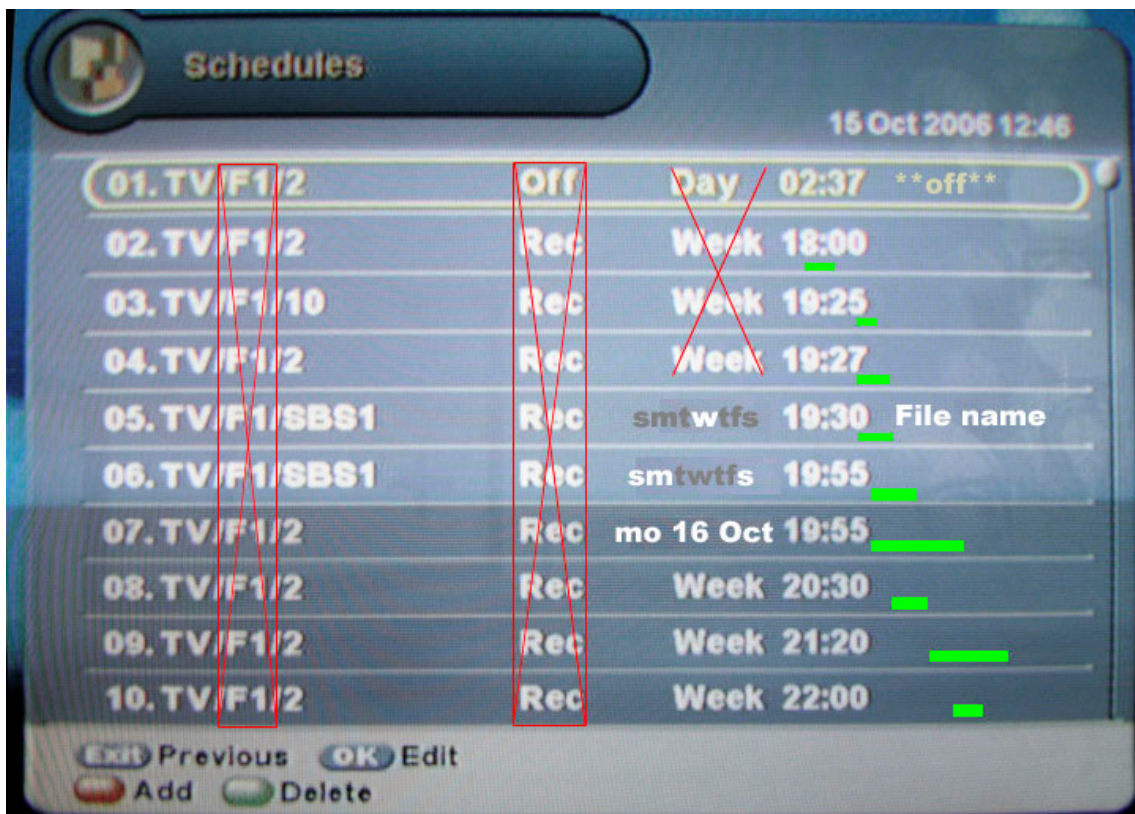 Schedules
15 Oct 2006 12:46
01. TV/F1/2 Off Day 02:37 **off**
02. TV/F1/2 Rec Week 18:00
03. TV/F1/10 Rec Week 19:25
04. TV/F1/2 Rec Week 19:27
05. TV/F1/SBS1 Rec smtwtfs 19:30 File name
06. TV/F1/SBS1 Rec smtwtfs 19:55
07. TV/F1/2 Rec mo 16 Oct 19:55
08. TV/F1/2 Rec Week 20:30
09. TV/F1/2 Rec Week 21:20
10. TV/F1/2 Rec Week 22:00
Exit Previous OK Edit
Add Delete